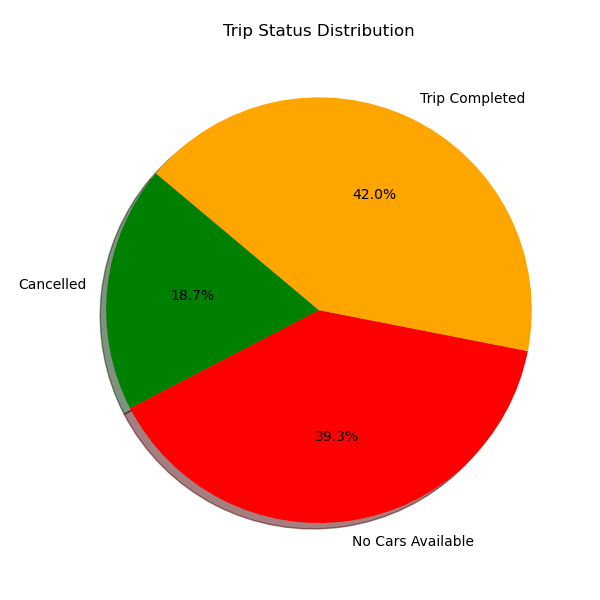 Trip Status Distribution
Trip Completed
42.0%
Cancelled
18.7%
39.3%
No Cars Available